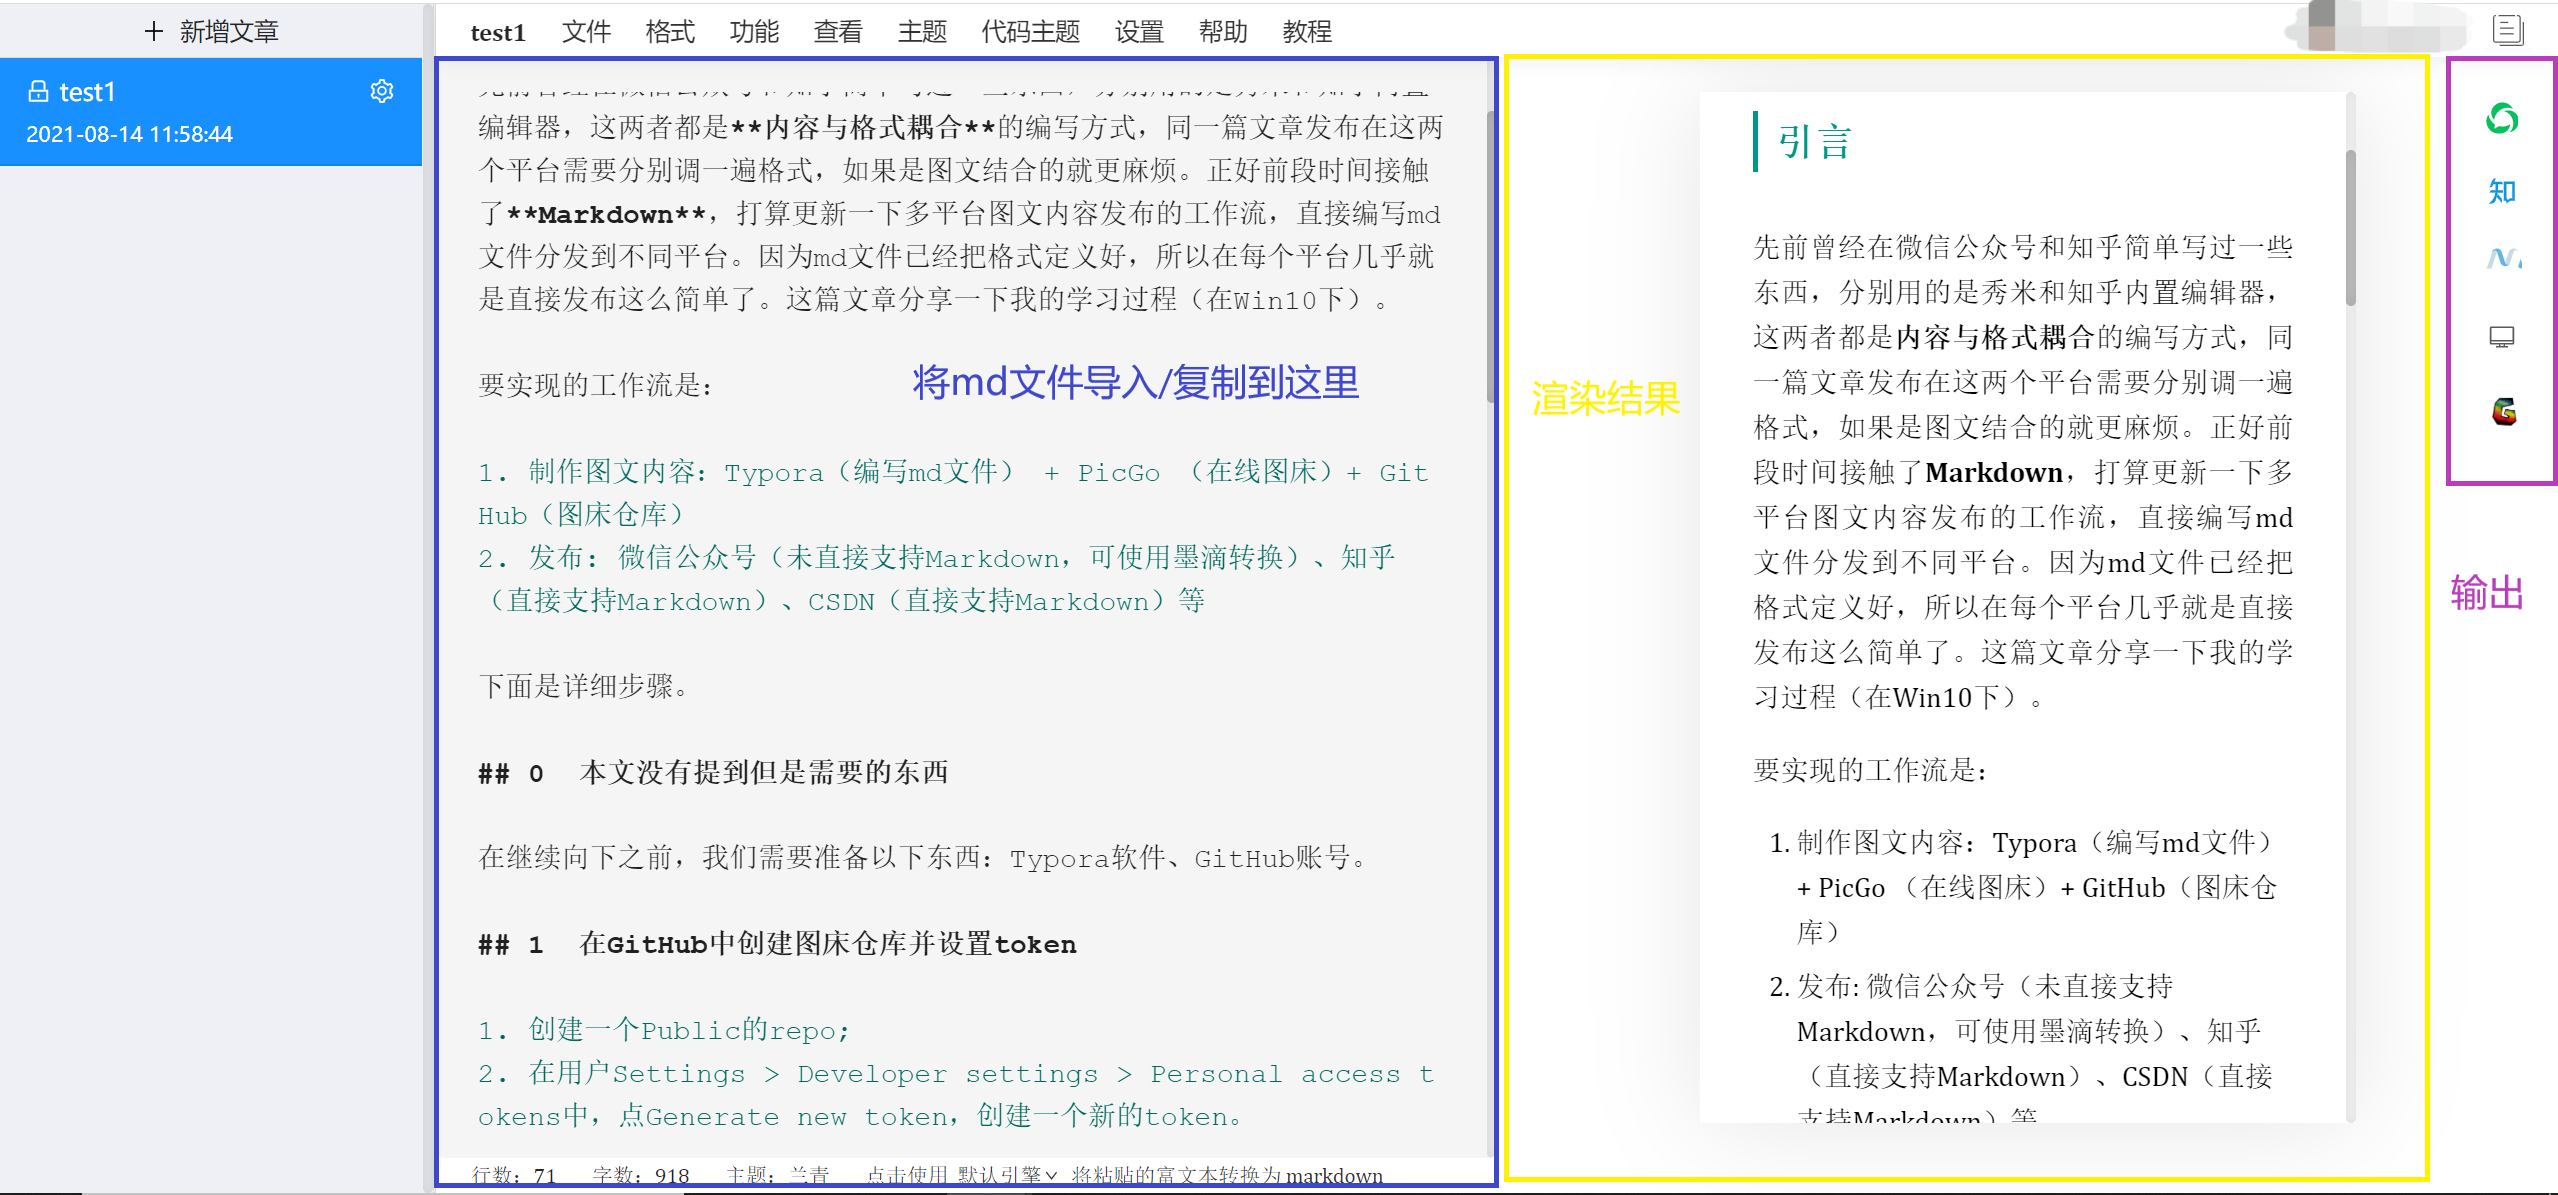 新增文章
test1
2021-08-14 11:58:44
test1 文件 格式 功能 查看 主题 代码主题 设置 帮助 教程
编辑器，这两者都是**内容与格式耦合**的编写方式，同一篇文章发布在这两
个平台需要分别调一遍格式，如果是图文结合的就更麻烦。正好前段时间接触
了**Markdown**，打算更新一下多平台图文内容发布的工作流，直接编写md
文件分发到不同平台。因为md文件已经把格式定义好，所以在每个平台几乎就
是直接发布这么简单了。这篇文章分享一下我的学习过程（在Win10下）。
要实现的工作流是：
将md文件导入/复制到这里
1. 制作图文内容：Typora（编写md文件） + PicGo （在线图床）+ Git
Hub（图床仓库）
2. 发布: 微信公众号（未直接支持Markdown，可使用墨滴转换）、知乎
（直接支持Markdown）、CSDN（直接支持Markdown）等
下面是详细步骤。
## 0 本文没有提到但是需要的东西
在继续向下之前，我们需要准备以下东西：Typora软件、GitHub账号。
## 1 在GitHub中创建图床仓库并设置token
1. 创建一个Public的repo;
2. 在用户Settings > Developer settings > Personal access t
okens中，点Generate new token，创建一个新的token。
行数：71 字数：918 主题：兰青 点击使用 默认引擎 将粘贴的富文本转换为 markdown
渲染结果
引言
先前曾经在微信公众号和知乎简单写过一些
东西，分别用的是秀米和知乎内置编辑器，
这两者都是内容与格式耦合的编写方式，同
一篇文章发布在这两个平台需要分别调一遍
格式，如果是图文结合的就更麻烦。正好前
段时间接触了Markdown，打算更新一下多
平台图文内容发布的工作流，直接编写md
文件分发到不同平台。因为md文件已经把
格式定义好，所以在每个平台几乎就是直接
发布这么简单了。这篇文章分享一下我的学
习过程（在Win10下）。
要实现的工作流是：
1. 制作图文内容：Typora（编写md文件）
+ PicGo （在线图床）+ GitHub（图床仓
库）
2. 发布: 微信公众号（未直接支持
Markdown，可使用墨滴转换）、知乎
（直接支持Markdown）、CSDN（直接
支持Markdown）等
知
输出